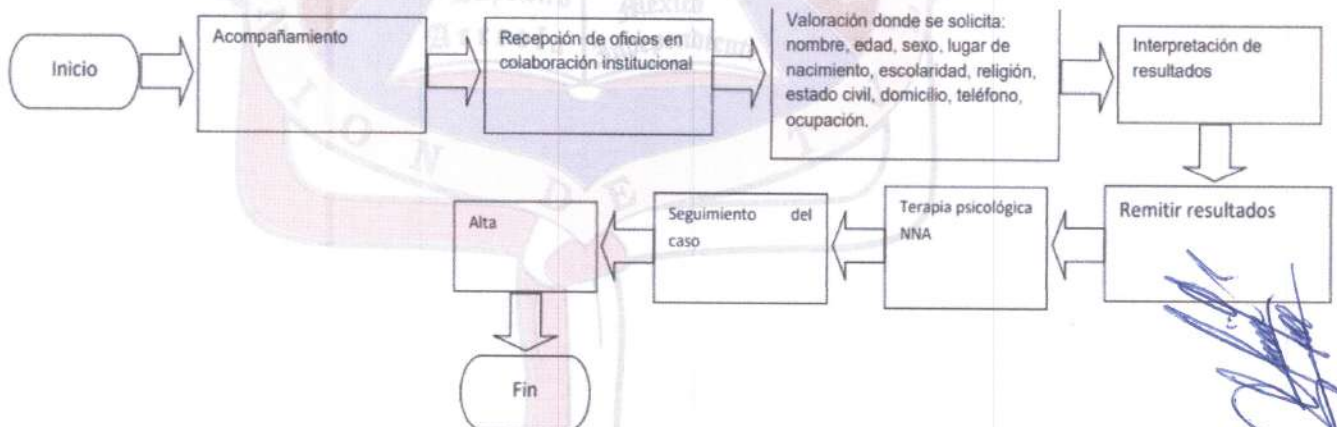 Inicio
Acompañamiento
Recepción de oficios en
colaboración institucional
Valoración donde se solicita:
nombre, edad, sexo, lugar de
nacimiento, escolaridad, religión,
estado civil, domicilio, teléfono,
ocupación.
Interpretación de
resultados
Remitir resultados
Terapia psicológica
NNA
Seguimiento del
caso
Alta
Fin
I O N D E T